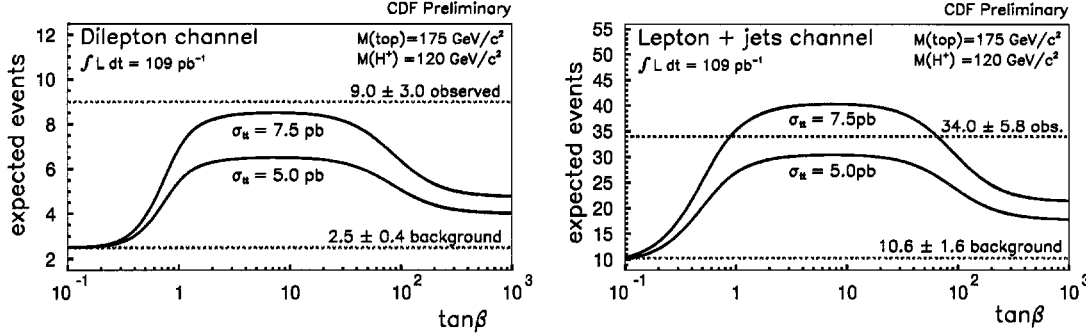 CDF Preliminary
Dilepton channel
∫ L dt = 109 pb⁻¹
M(top)=175 GeV/c²
M(H⁺)=120 GeV/c²
9.0 ± 3.0 observed
σ_tt = 7.5 pb
σ_tt = 5.0 pb
2.5 ± 0.4 background
expected events
12
10
8
6
4
2
10⁻¹ 1 10 10² 10³
tanβ
CDF Preliminary
Lepton + jets channel
∫ L dt = 109 pb⁻¹
M(top)=175 GeV/c²
M(H⁺)=120 GeV/c²
34.0 ± 5.8 obs.
σ_tt = 7.5pb
σ_tt = 5.0pb
10.6 ± 1.6 background
expected events
55
50
45
40
35
30
25
20
15
10
10⁻¹ 1 10 10² 10³
tanβ